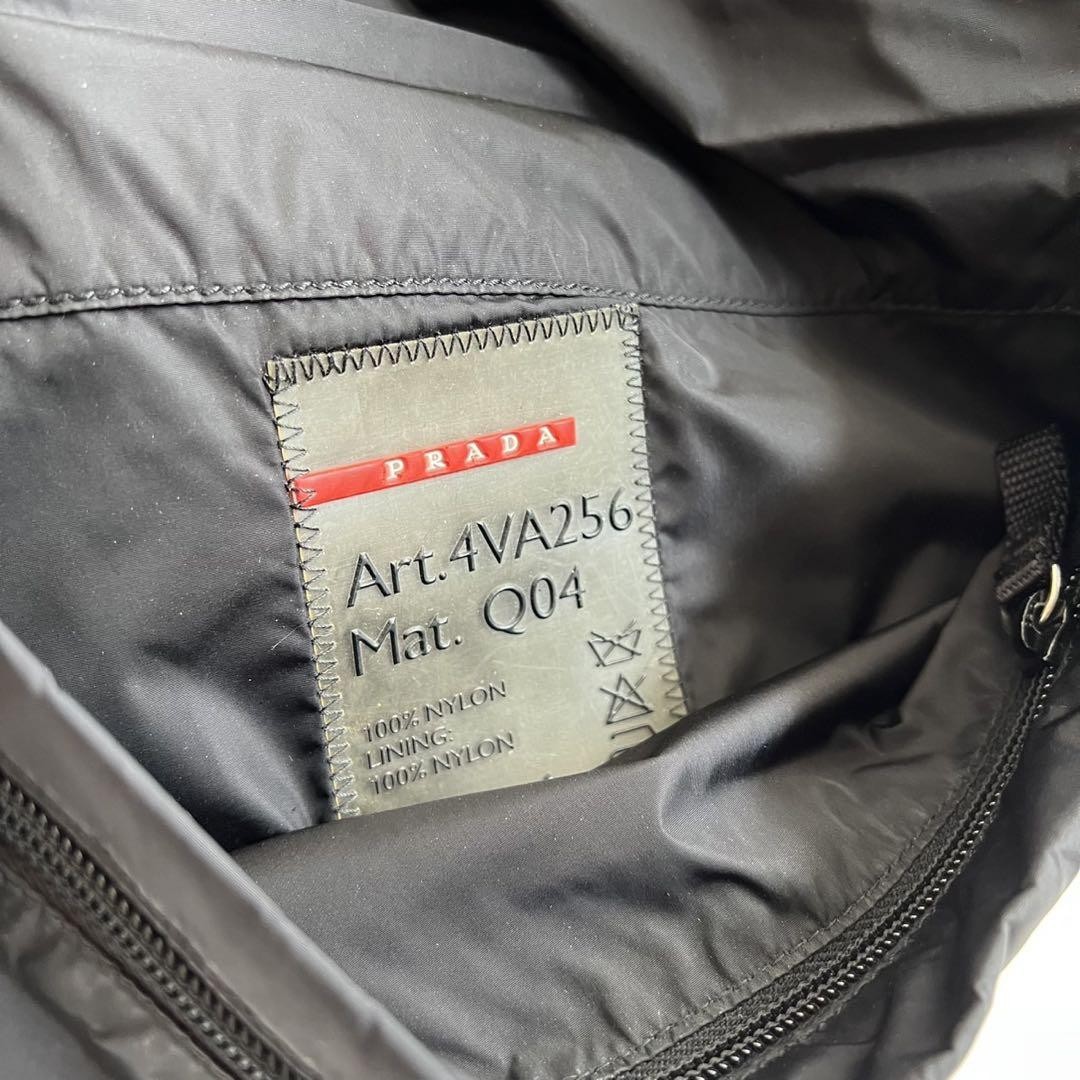 PRADA
Art.4VA256
Mat. Q04
100% NYLON
LINING:
100% NYLON